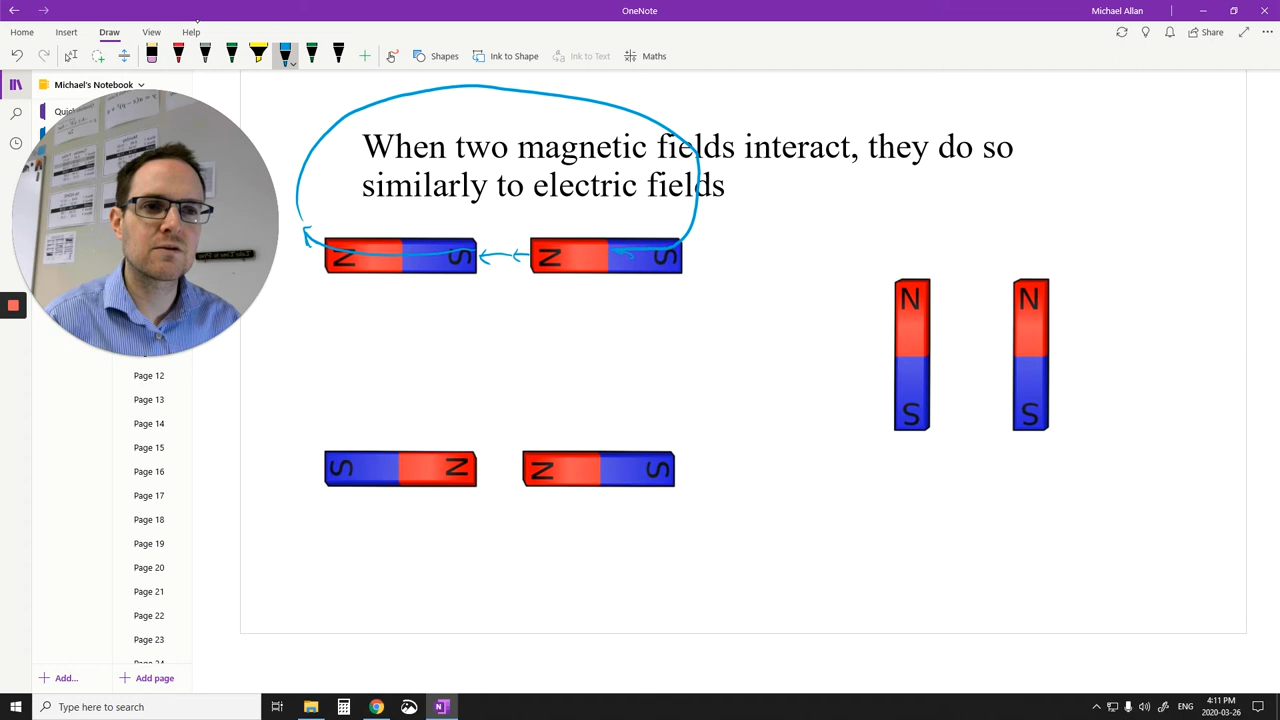 OneNote
Michael Allan
Home
Insert
Draw
View
Help
Share
Shapes
Ink to Shape
Ink to Text
Maths
Michael's Notebook
Quic
When two magnetic fields interact, they do so
similarly to electric fields
N S
N S
N
N
S
S
S N
N S
Page 12
Page 13
Page 14
Page 15
Page 16
Page 17
Page 18
Page 19
Page 20
Page 21
Page 22
Page 23
Page 24
Add...
Add page
Type here to search
ENG
4:11 PM
2020-03-26